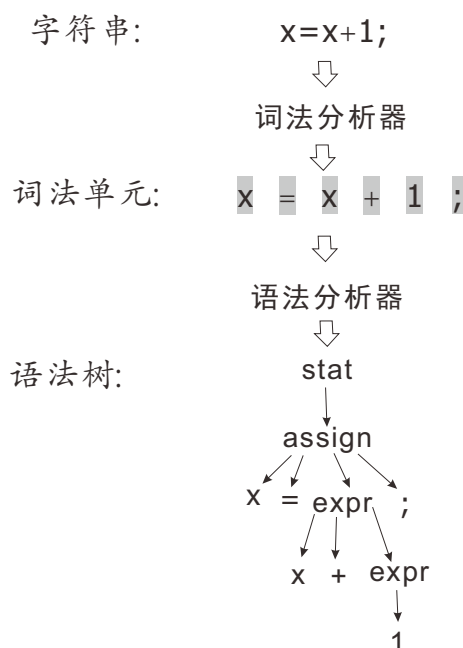 字符串: x=x+1;
词法分析器
词法单元: x = x + 1 ;
语法分析器
语法树: stat
assign
x = expr ;
x + expr
1